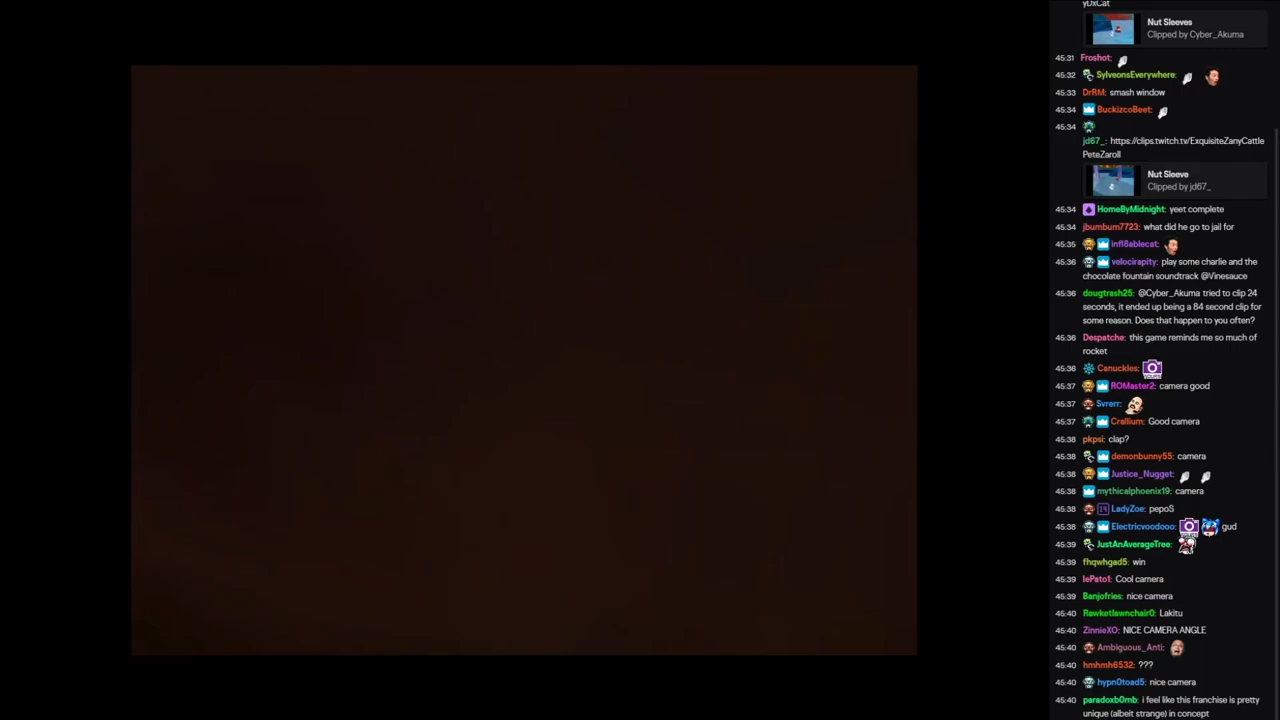 yDxCat
Nut Sleeves
Clipped by Cyber_Akuma
45:31 Froshot:
45:32 SylveonsEverywhere:
45:33 DrRM: smash window
45:34 BuckizcoBeet:
45:34
jd67_: https://clips.twitch.tv/ExquisiteZanyCattle
PeteZaroll
Nut Sleeve
Clipped by jd67_
45:34 HomeByMidnight: yeet complete
45:34 jbumbum7723: what did he go to jail for
45:35 infl8ablecat:
45:36 velocirapity: play some charlie and the
chocolate fountain soundtrack @Vinesauce
45:36 dougtrash25: @Cyber_Akuma tried to clip 24
seconds, it ended up being a 84 second clip for
some reason. Does that happen to you often?
45:36 Despatche: this game reminds me so much of
rocket
45:36 Canuckles:
45:37 ROMaster2: camera good
45:37 Svrerr:
45:37 Crallium: Good camera
45:38 pkpsi: clap?
45:38 demonbunny55: camera
45:38 Justice_Nugget:
45:38 mythicalphoenix19: camera
45:38 LadyZoe: pepoS
45:38 Electricvoodooo: gud
45:39 JustAnAverageTree:
45:39 fhqwhgad5: win
45:39 lePato1: Cool camera
45:39 Banjofries: nice camera
45:40 Rawketlawnchair0: Lakitu
45:40 ZinnieXO: NICE CAMERA ANGLE
45:40 Ambiguous_Anti:
45:40 hmhmh6532: ???
45:40 hypn0toad5: nice camera
45:40 paradoxb0mb: i feel like this franchise is pretty
unique (albeit strange) in concept